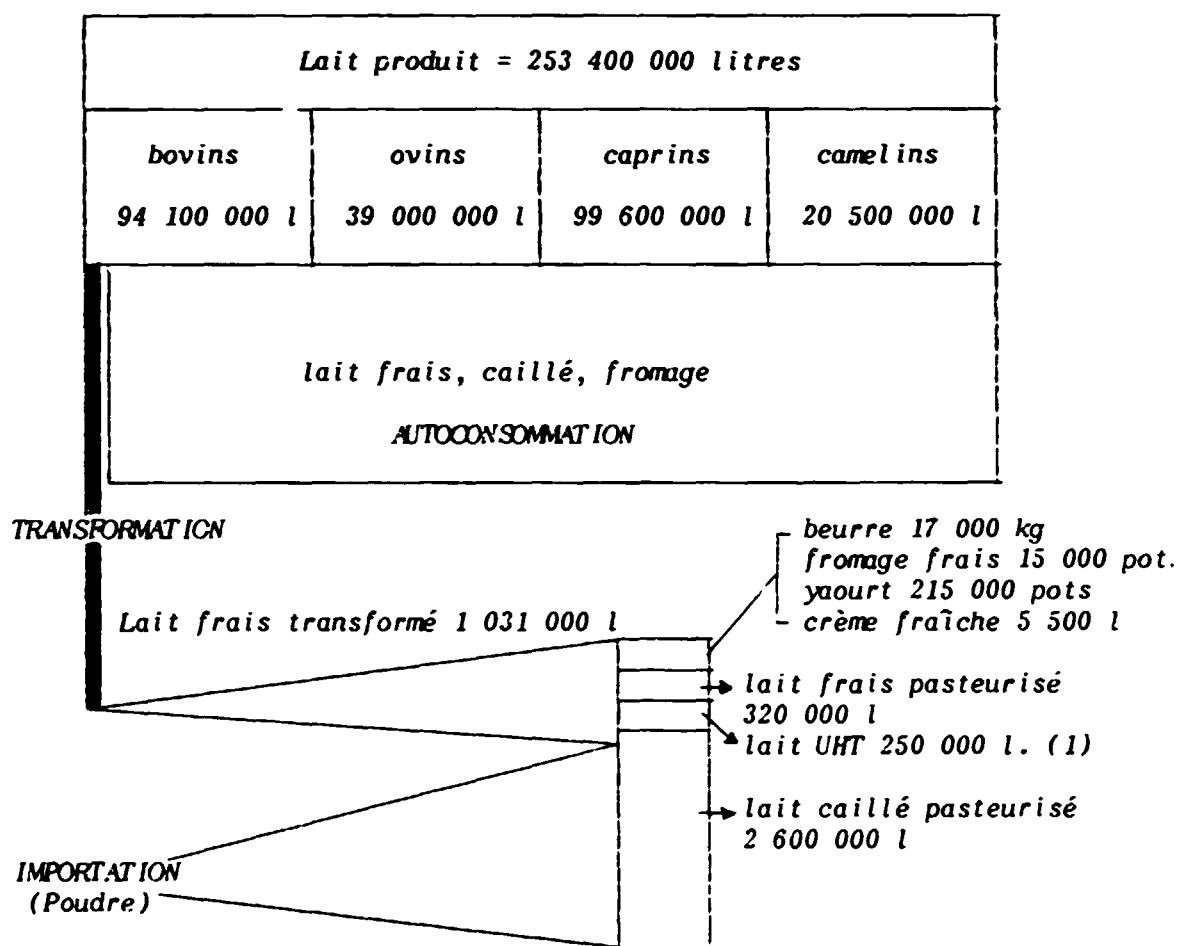 Lait produit = 253 400 000 litres
bovins ovins caprins camelins
94 100 000 l 39 000 000 l 99 600 000 l 20 500 000 l
lait frais, caillé, fromage
AUTOCONSOMMATION
TRANSFORMATION
beurre 17 000 kg
fromage frais 15 000 pot.
yaourt 215 000 pots
crème fraîche 5 500 l
Lait frais transformé 1 031 000 l
lait frais pasteurisé
320 000 l
lait UHT 250 000 l. (1)
lait caillé pasteurisé
2 600 000 l
IMPORTATION
(Poudre)